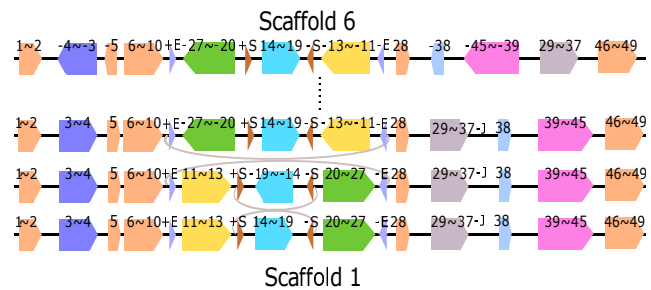 Scaffold 6
1~2 -4~-3 -5 6~10 +E -27~-20 +S 14~19 -S -13~-11 -E 28 -38 -45~-39 29~37 46~49
1~2 3~4 5 6~10 +E -27~-20 +S 14~19 -S -13~-11 -E 28 29~37 -J 38 39~45 46~49
1~2 3~4 5 6~10 +E 11~13 +S -19~-14 -S 20~27 -E 28 29~37 -J 38 39~45 46~49
1~2 3~4 5 6~10 +E 11~13 +S 14~19 -S 20~27 -E 28 29~37 -J 38 39~45 46~49
Scaffold 1